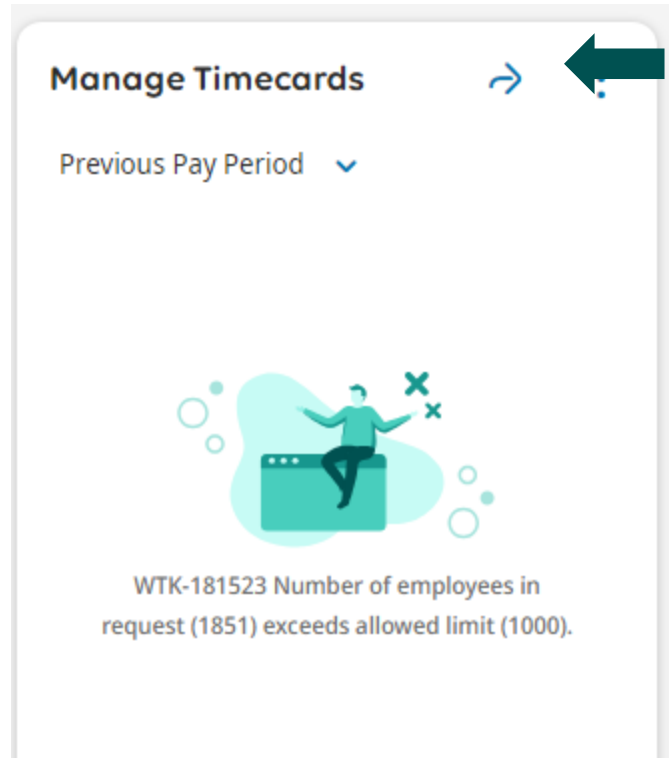 Manage Timecards
Previous Pay Period
WTK-181523 Number of employees in
request (1851) exceeds allowed limit (1000).